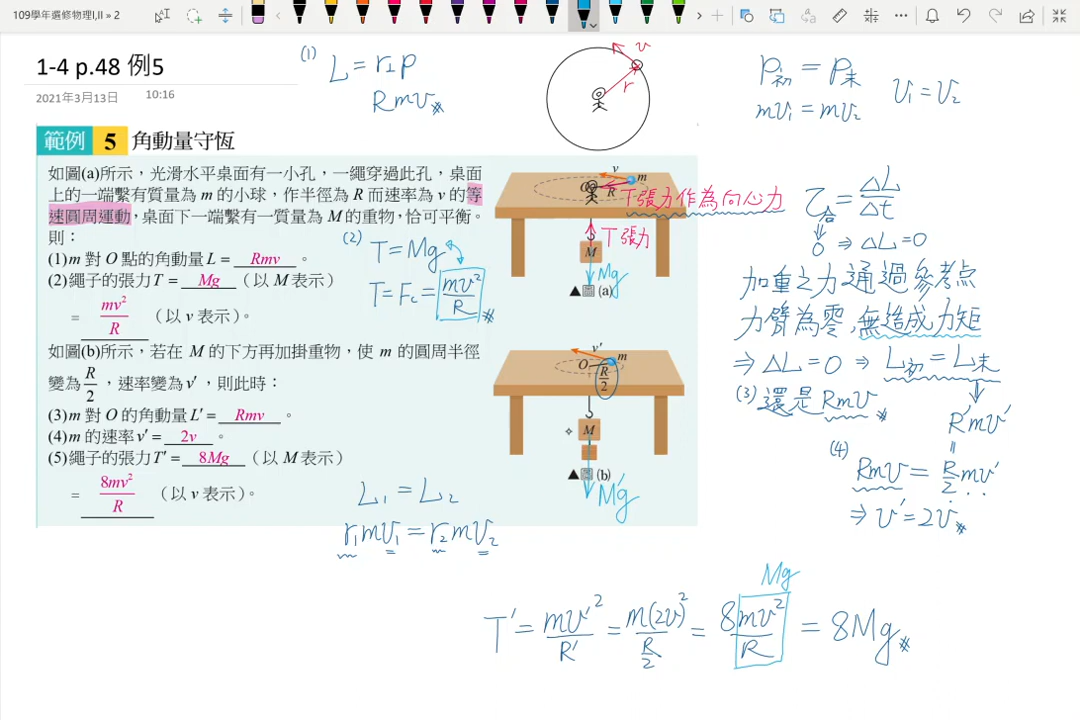 109學年選修物理I,II » 2
1-4 p.48 例5
2021年3月13日 10:16
(1) L = r⊥p
Rmv※
v
r
P初 = P末
mv₁ = mv₂
v₁ = v₂
範例 5 角動量守恆
如圖(a)所示，光滑水平桌面有一小孔，一繩穿過此孔，桌面
上的一端繫有質量為 m 的小球，作半徑為 R 而速率為 v 的等
速圓周運動，桌面下一端繫有一質量為 M 的重物，恰可平衡。
則：
(1) m 對 O 點的角動量 L = Rmv 。
(2) 繩子的張力 T = Mg （以 M 表示）
= mv²/R （以 v 表示）。
如圖(b)所示，若在 M 的下方再加掛重物，使 m 的圓周半徑
變為 R/2 ，速率變為 v′ ，則此時：
(3) m 對 O 的角動量 L′ = Rmv 。
(4) m 的速率 v′ = 2v 。
(5) 繩子的張力 T′ = 8Mg （以 M 表示）
= 8mv²/R （以 v 表示）。
(2) T = Mg
T = Fc = mv²/R ※
v
m
O
R
T張力作為向心力
T張力
M
Mg
▲圖(a)
v′
m
O
R/2
M
▲圖(b)
M′g
τ合 = ΔL/Δt
0 ⇒ ΔL = 0
加重之力通過參考點
力臂為零，無造成力矩
⇒ ΔL = 0 ⇒ L初 = L末
(3) 還是 Rmv ※
R′mv′
(4) Rmv = R/2 mv′
⇒ v′ = 2v ※
L₁ = L₂
r₁mv₁ = r₂mv₂
Mg
T′ = mv′²/R′ = m(2v)²/(R/2) = 8 mv²/R = 8Mg ※